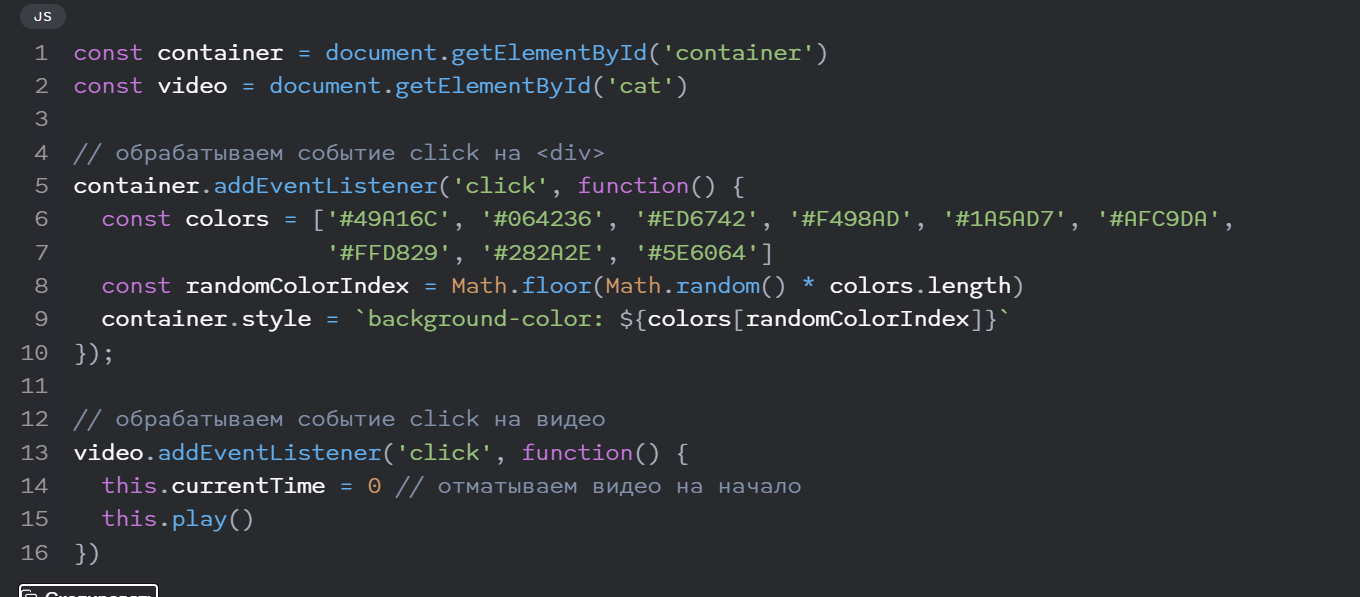 JS
1 const container = document.getElementById('container')
2 const video = document.getElementById('cat')
3
4 // обрабатываем событие click на <div>
5 container.addEventListener('click', function() {
6   const colors = ['#49A16C', '#064236', '#ED6742', '#F498AD', '#1A5AD7', '#AFC9DA',
7                   '#FFD829', '#282A2E', '#5E6064']
8   const randomColorIndex = Math.floor(Math.random() * colors.length)
9   container.style = `background-color: ${colors[randomColorIndex]}`
10 });
11
12 // обрабатываем событие click на видео
13 video.addEventListener('click', function() {
14   this.currentTime = 0 // отматываем видео на начало
15   this.play()
16 })